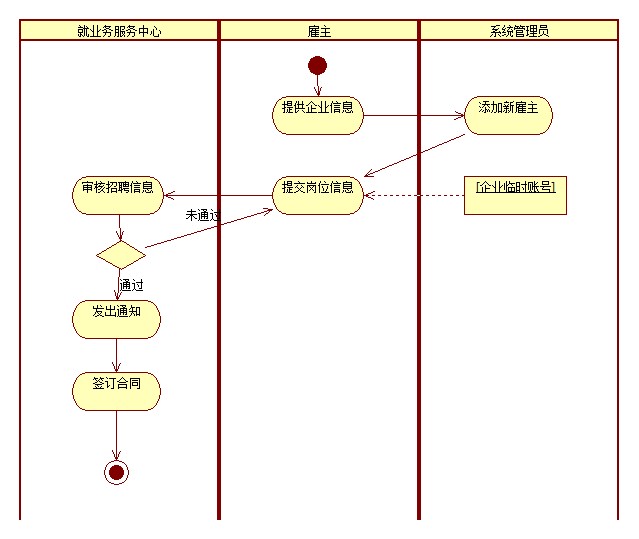 就业务服务中心
雇主
系统管理员
提供企业信息
添加新雇主
审核招聘信息
提交岗位信息
[企业临时账号]
未通过
通过
发出通知
签订合同